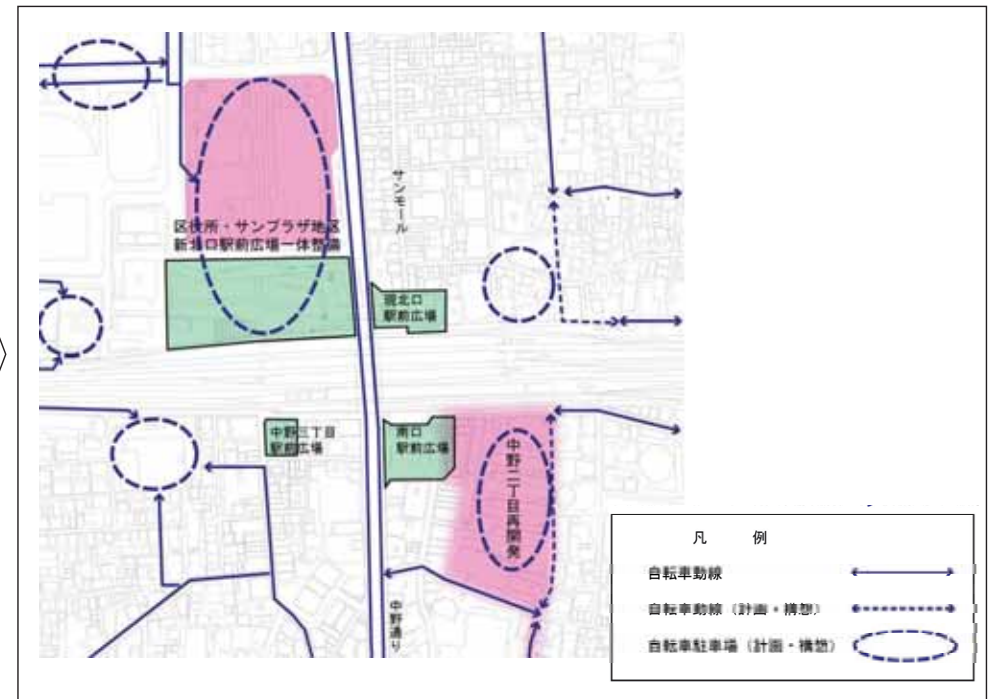 サンモール
区役所・サンプラザ地区
新北口駅前広場一体整備
現北口
駅前広場
中野三丁目
駅前広場
南口
駅前広場
中野二丁目再開発
中野通り
凡 例
自転車動線
自転車動線（計画・構想）
自転車駐車場（計画・構想）